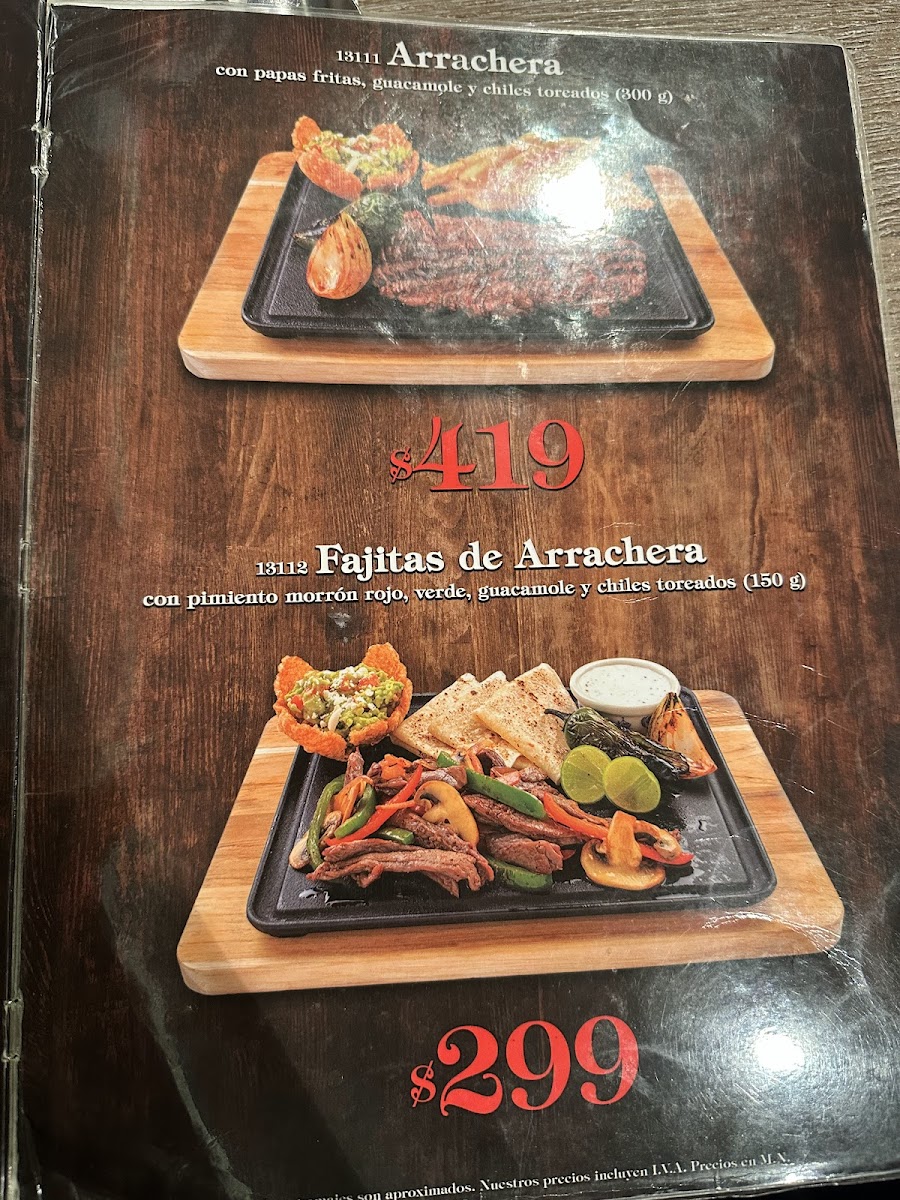 13111 Arrachera
con papas fritas, guacamole y chiles toreados (300 g)
$419
13112 Fajitas de Arrachera
con pimiento morrón rojo, verde, guacamole y chiles toreados (150 g)
$299
son aproximados. Nuestros precios incluyen I.V.A. Precios en M.N.